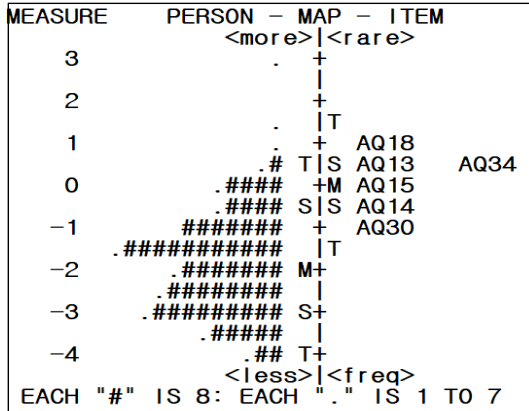 MEASURE PERSON - MAP - ITEM
<more>|<rare>
3 . +
|
2 +
. |T
1 . + AQ18
.# T|S AQ13 AQ34
0 .#### +M AQ15
.#### S|S AQ14
-1 ####### + AQ30
.########### |T
-2 .####### M+
.######## |
-3 .######### S+
.##### |
-4 .## T+
<less>|<freq>
EACH "#" IS 8: EACH "." IS 1 TO 7